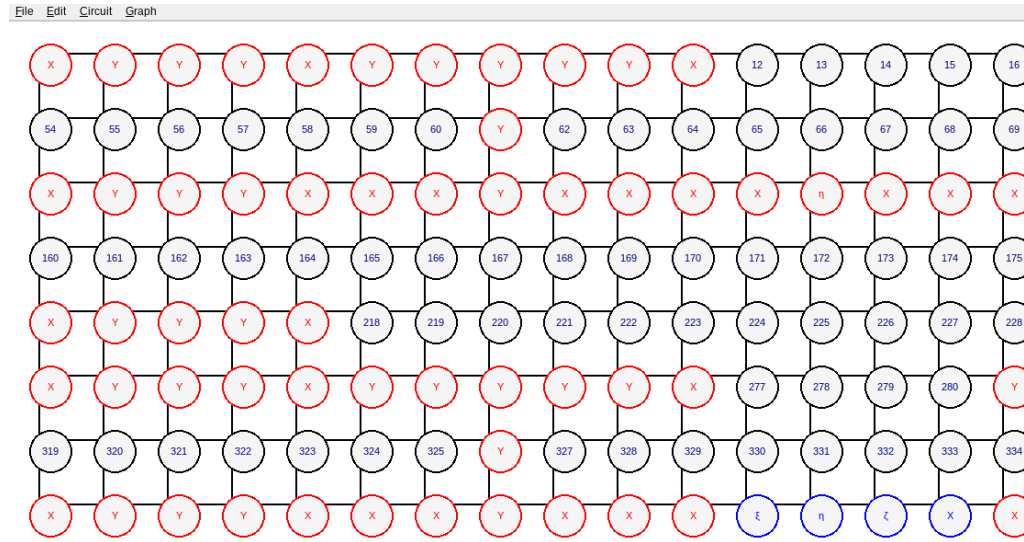 File Edit Circuit Graph
X Y Y Y X Y Y Y Y Y X 12 13 14 15 16
54 55 56 57 58 59 60 Y 62 63 64 65 66 67 68 69
X Y Y Y X X X Y X X X X η X X X
160 161 162 163 164 165 166 167 168 169 170 171 172 173 174 175
X Y Y Y X 218 219 220 221 222 223 224 225 226 227 228
X Y Y Y X Y Y Y Y Y X 277 278 279 280 Y
319 320 321 322 323 324 325 Y 327 328 329 330 331 332 333 334
X Y Y Y X X X Y X X X ξ η ζ X X